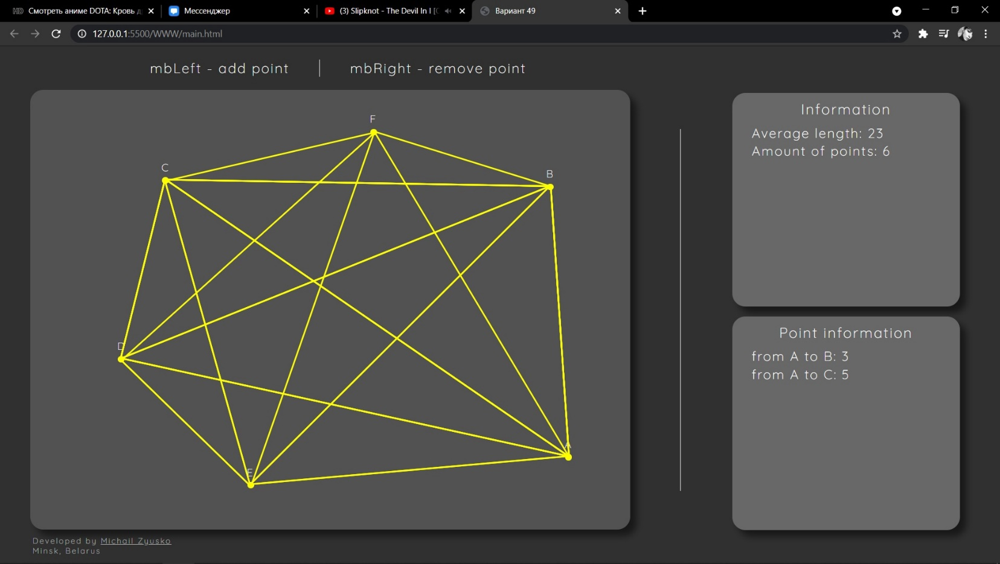 Смотреть аниме DOTA: Кровь
Мессенджер
(3) Slipknot - The Devil In I
Вариант 49
127.0.0.1:5500/WWW/main.html
mbLeft - add point
mbRight - remove point
F
C
B
D
A
E
Information
Average length: 23
Amount of points: 6
Point information
from A to B: 3
from A to C: 5
Developed by Michail Zyusko
Minsk, Belarus